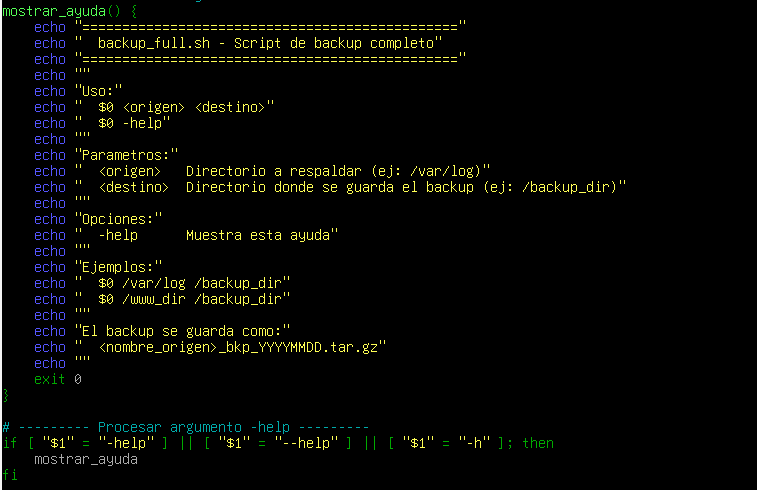 mostrar_ayuda() {
    echo "==============================================="
    echo "  backup_full.sh - Script de backup completo"
    echo "==============================================="
    echo ""
    echo "Uso:"
    echo "  $0 <origen> <destino>"
    echo "  $0 -help"
    echo ""
    echo "Parametros:"
    echo "  <origen>   Directorio a respaldar (ej: /var/log)"
    echo "  <destino>  Directorio donde se guarda el backup (ej: /backup_dir)"
    echo ""
    echo "Opciones:"
    echo "  -help      Muestra esta ayuda"
    echo ""
    echo "Ejemplos:"
    echo "  $0 /var/log /backup_dir"
    echo "  $0 /www_dir /backup_dir"
    echo ""
    echo "El backup se guarda como:"
    echo "  <nombre_origen>_bkp_YYYYMMDD.tar.gz"
    echo ""
    exit 0
}
# --------- Procesar argumento -help ---------
if [ "$1" = "-help" ] || [ "$1" = "--help" ] || [ "$1" = "-h" ]; then
    mostrar_ayuda
fi